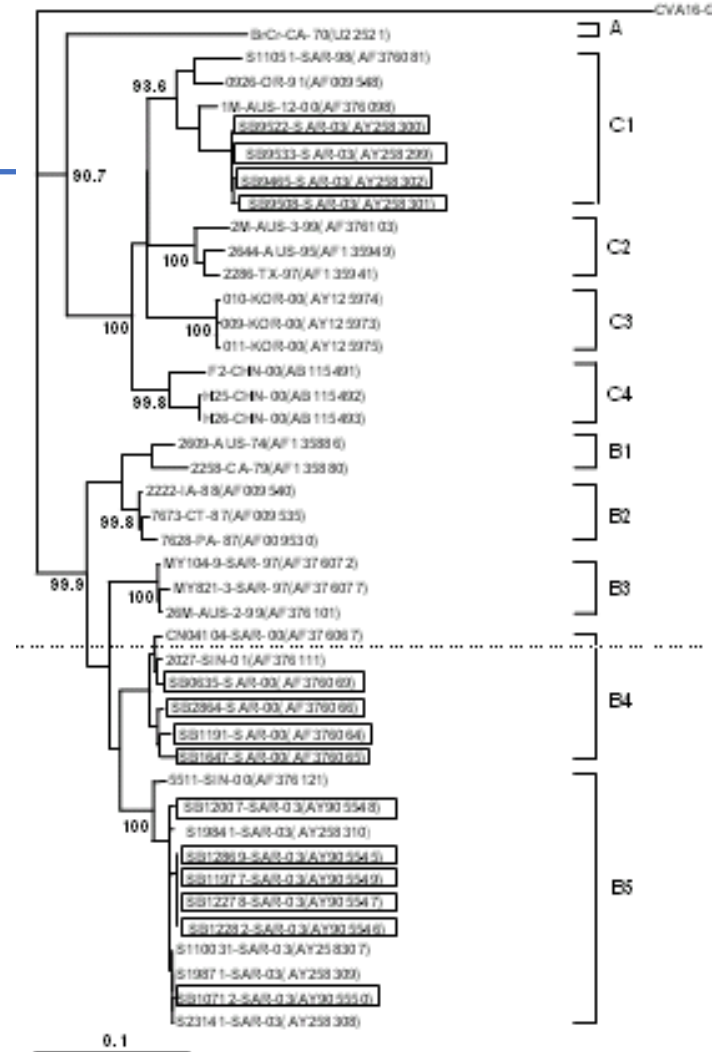 CVA16-G
BrCr-CA-70(U22521)
A
S11051-SAR-98(AF376081)
93.6
0926-OR-91(AF009548)
1M-AUS-12-00(AF376098)
SB9522-SAR-03(AY258300)
C1
SB9533-SAR-03(AY258299)
90.7
SB9465-SAR-03(AY258302)
SB9508-SAR-03(AY258301)
2M-AUS-3-99(AF376103)
2644-AUS-95(AF135949)
C2
100
2286-TX-97(AF135941)
010-KOR-00(AY125974)
009-KOR-00(AY125973)
C3
100
100
011-KOR-00(AY125975)
F2-CHN-00(AB115491)
H25-CHN-00(AB115492)
C4
99.8
H26-CHN-00(AB115493)
2609-AUS-74(AF135886)
B1
2258-CA-79(AF135880)
2222-IA-88(AF009540)
7673-CT-87(AF009535)
B2
99.8
7628-PA-87(AF009530)
MY104-9-SAR-97(AF376072)
99.9
MY821-3-SAR-97(AF376077)
B3
100
26M-AUS-2-99(AF376101)
CN04104-SAR-00(AF376067)
2027-SIN-01(AF376111)
SB0635-SAR-00(AF376069)
B4
SB2864-SAR-00(AF376066)
SB1191-SAR-00(AF376064)
SB1647-SAR-00(AF376065)
5511-SIN-00(AF376121)
SB12007-SAR-03(AY905548)
100
S19841-SAR-03(AY258310)
SB12869-SAR-03(AY905545)
SB11977-SAR-03(AY905549)
B5
SB12278-SAR-03(AY905547)
SB12282-SAR-03(AY905546)
S110031-SAR-03(AY258307)
S19871-SAR-03(AY258309)
SB10712-SAR-03(AY905550)
S23141-SAR-03(AY258308)
0.1